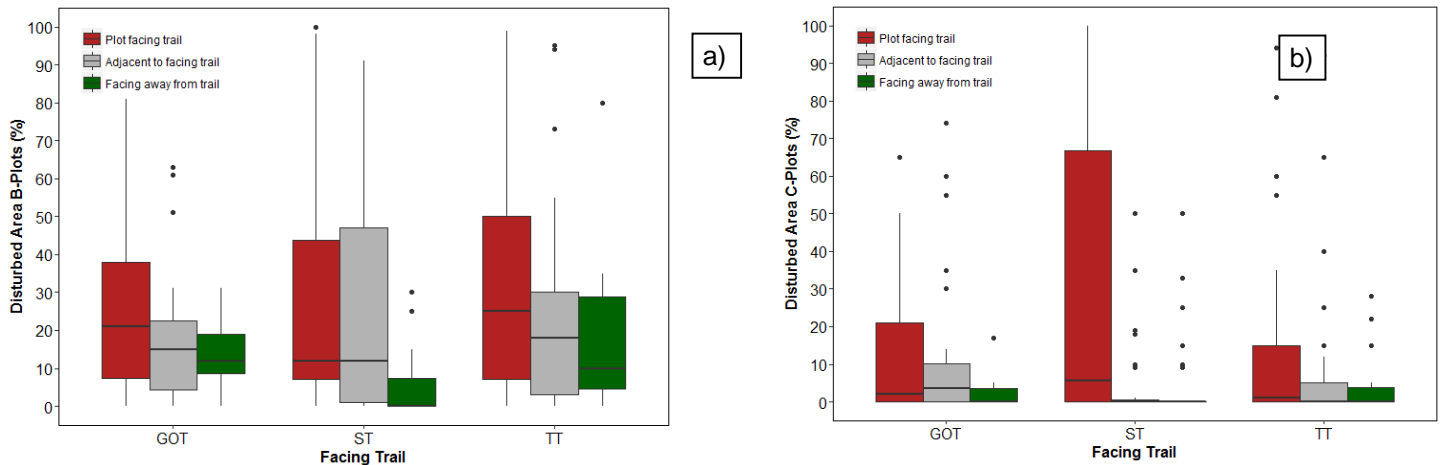 a)
Disturbed Area B-Plots (%)
100
90
80
70
60
50
40
30
20
10
0
Plot facing trail
Adjacent to facing trail
Facing away from trail
GOT
ST
TT
Facing Trail
b)
Disturbed Area C-Plots (%)
100
90
80
70
60
50
40
30
20
10
0
Plot facing trail
Adjacent to facing trail
Facing away from trail
GOT
ST
TT
Facing Trail